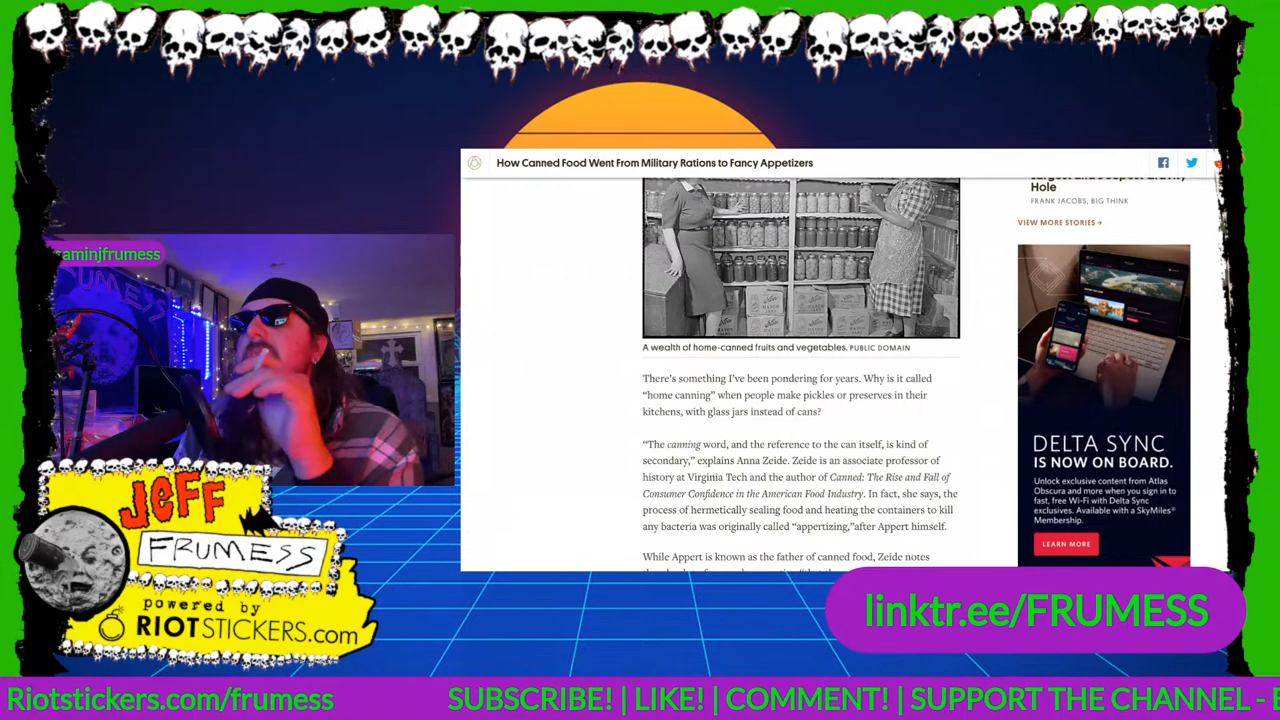 How Canned Food Went From Military Rations to Fancy Appetizers
Hole
FRANK JACOBS, BIG THINK
VIEW MORE STORIES →
aminjfrumess
FRUMESS
A wealth of home-canned fruits and vegetables. PUBLIC DOMAIN
There's something I've been pondering for years. Why is it called
"home canning" when people make pickles or preserves in their
kitchens, with glass jars instead of cans?
"The canning word, and the reference to the can itself, is kind of
secondary," explains Anna Zeide. Zeide is an associate professor of
history at Virginia Tech and the author of Canned: The Rise and Fall of
Consumer Confidence in the American Food Industry. In fact, she says, the
process of hermetically sealing food and heating the containers to kill
any bacteria was originally called "appertizing,"after Appert himself.
While Appert is known as the father of canned food, Zeide notes
DELTA SYNC
IS NOW ON BOARD.
Unlock exclusive content from Atlas
Obscura and more when you sign in to
fast, free Wi-Fi with Delta Sync
exclusives. Available with a SkyMiles®
Membership.
LEARN MORE
JEFF
FRUMESS
powered by
RIOTSTICKERS.com
linktr.ee/FRUMESS
Riotstickers.com/frumess SUBSCRIBE! | LIKE! | COMMENT! | SUPPORT THE CHANNEL -